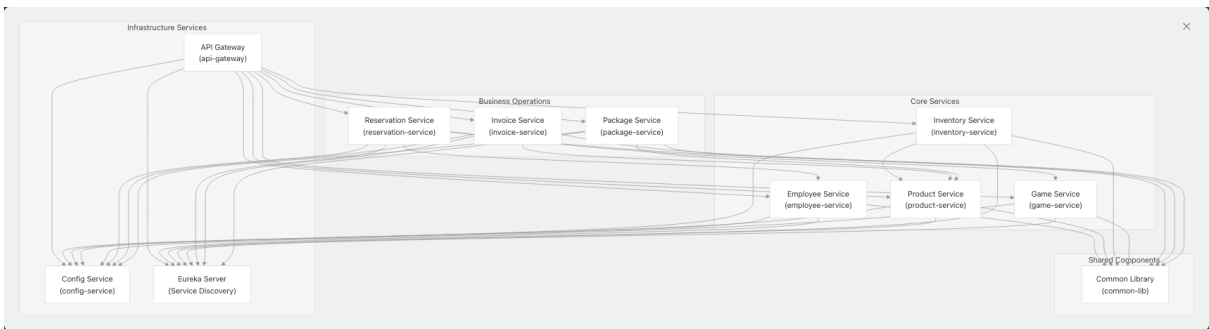 Infrastructure Services
API Gateway
(api-gateway)
Business Operations
Core Services
Reservation Service
(reservation-service)
Invoice Service
(invoice-service)
Package Service
(package-service)
Inventory Service
(inventory-service)
Employee Service
(employee-service)
Product Service
(product-service)
Game Service
(game-service)
Shared Components
Config Service
(config-service)
Eureka Server
(Service Discovery)
Common Library
(common-lib)